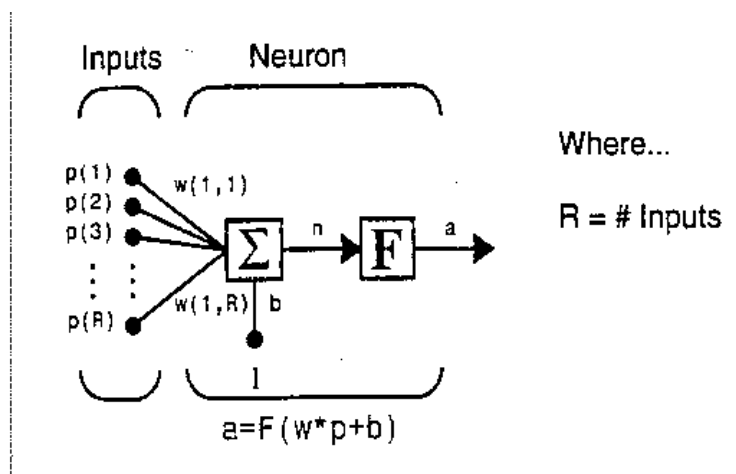 Inputs Neuron
Where...
R = # Inputs
p(1)
p(2)
p(3)
p(R)
w(1,1)
w(1,R)
Σ
n
F
a
b
1
a=F(w*p+b)